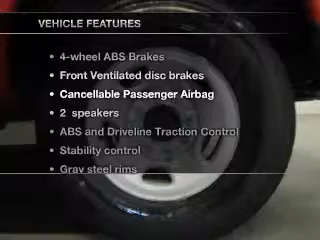 VEHICLE FEATURES
• 4-wheel ABS Brakes
• Front Ventilated disc brakes
• Cancellable Passenger Airbag
• 2 speakers
• ABS and Driveline Traction Control
• Stability control
• Gray steel rims